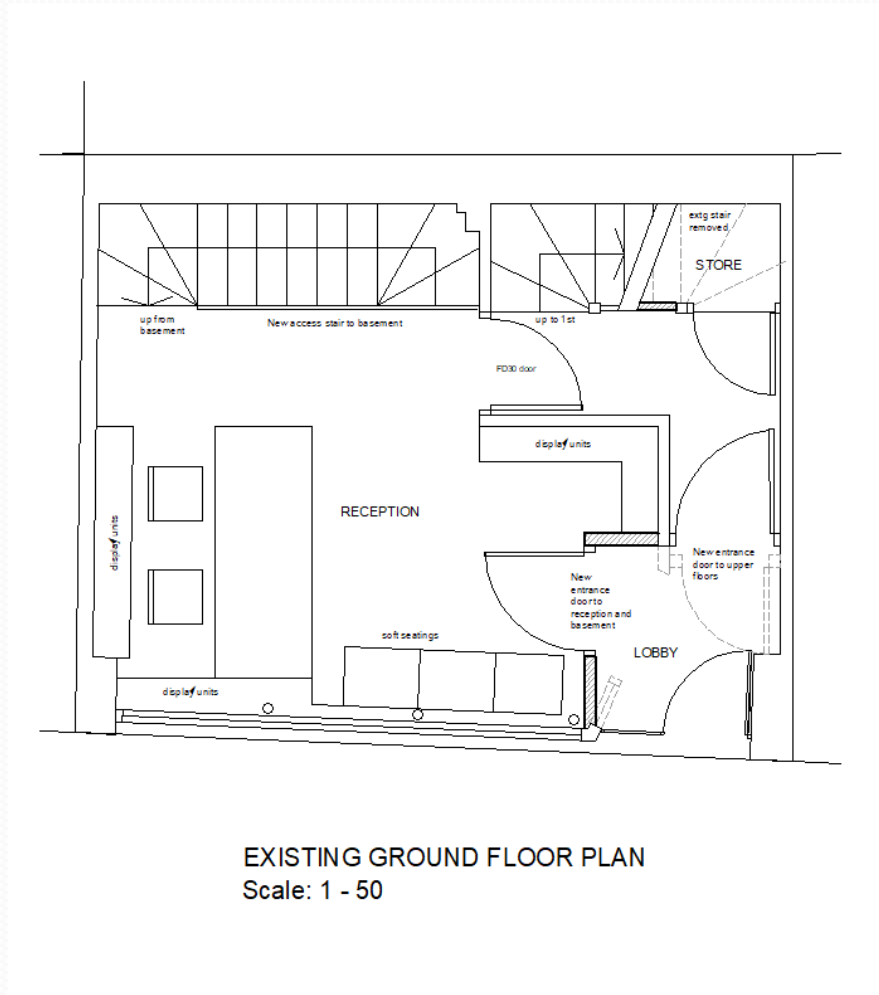 extg stair
removed
STORE
up from
basement
New access stair to basement
up to 1st
FD30 door
display units
RECEPTION
display units
New entrance
door to upper
floors
New
entrance
door to
reception and
basement
soft seatings
LOBBY
display units
EXISTING GROUND FLOOR PLAN
Scale: 1 - 50